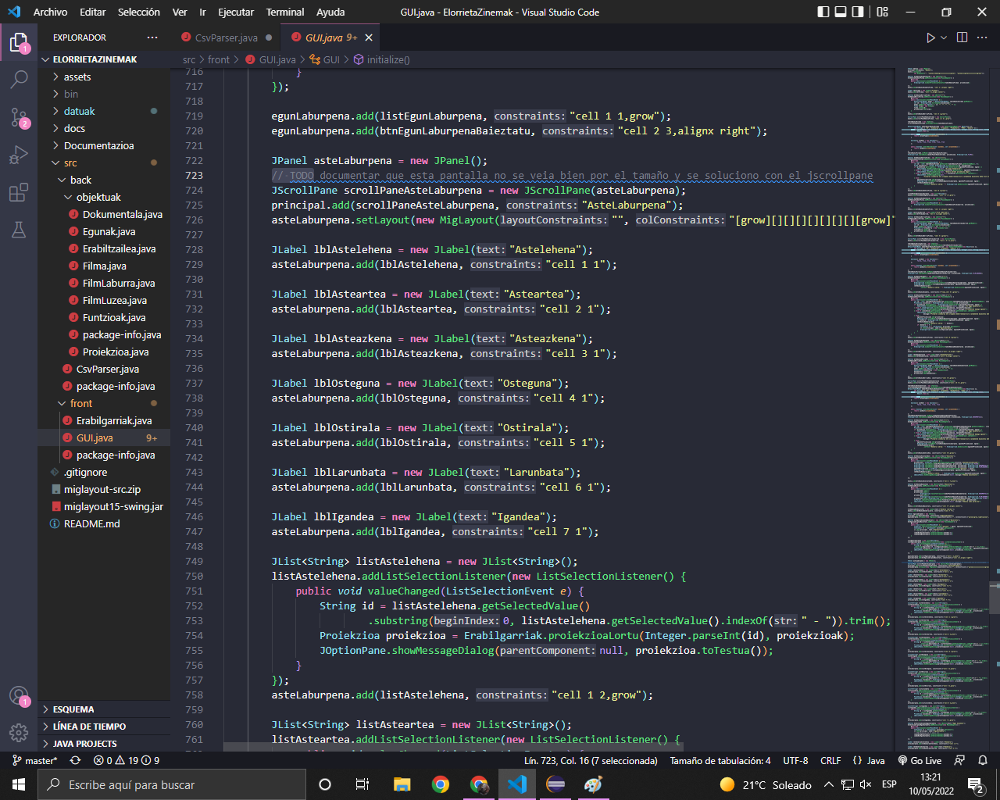 Archivo Editar Selección Ver Ir Ejecutar Terminal Ayuda GUI.java - ElorrietaZinemak - Visual Studio Code
EXPLORADOR ··· CsvParser.java GUI.java 9+
ELORRIETAZINEMAK
src > front > GUI.java > GUI > initialize()
assets
bin
datuak
docs
Documentazioa
src
back
objektuak
Dokumentala.java
Egunak.java
Erabiltzailea.java
Filma.java
FilmLaburra.java
FilmLuzea.java
Funtzioak.java
package-info.java
Proiekzioa.java
CsvParser.java
package-info.java
front
Erabilgarriak.java
GUI.java 9+
package-info.java
.gitignore
miglayout-src.zip
miglayout15-swing.jar
README.md
ESQUEMA
LÍNEA DE TIEMPO
JAVA PROJECTS
1
2
1
716 }
717 });
718
719 egunLaburpena.add(listEgunLaburpena, constraints: "cell 1 1,grow");
720 egunLaburpena.add(btnEgunLaburpenaBaieztatu, constraints: "cell 2 3,alignx right");
721
722 JPanel asteLaburpena = new JPanel();
723 // TODO documentar que esta pantalla no se veia bien por el tamaño y se soluciono con el jscrollpane
724 JScrollPane scrollPaneAsteLaburpena = new JScrollPane(asteLaburpena);
725 principal.add(scrollPaneAsteLaburpena, constraints: "AsteLaburpena");
726 asteLaburpena.setLayout(new MigLayout(layoutConstraints: "", colConstraints: "[grow][][][][][][][][grow]"
727
728 JLabel lblAstelehena = new JLabel(text: "Astelehena");
729 asteLaburpena.add(lblAstelehena, constraints: "cell 1 1");
730
731 JLabel lblAsteartea = new JLabel(text: "Asteartea");
732 asteLaburpena.add(lblAsteartea, constraints: "cell 2 1");
733
734 JLabel lblAsteazkena = new JLabel(text: "Asteazkena");
735 asteLaburpena.add(lblAsteazkena, constraints: "cell 3 1");
736
737 JLabel lblOsteguna = new JLabel(text: "Osteguna");
738 asteLaburpena.add(lblOsteguna, constraints: "cell 4 1");
739
740 JLabel lblOstirala = new JLabel(text: "Ostirala");
741 asteLaburpena.add(lblOstirala, constraints: "cell 5 1");
742
743 JLabel lblLarunbata = new JLabel(text: "Larunbata");
744 asteLaburpena.add(lblLarunbata, constraints: "cell 6 1");
745
746 JLabel lblIgandea = new JLabel(text: "Igandea");
747 asteLaburpena.add(lblIgandea, constraints: "cell 7 1");
748
749 JList<String> listAstelehena = new JList<String>();
750 listAstelehena.addListSelectionListener(new ListSelectionListener() {
751 public void valueChanged(ListSelectionEvent e) {
752 String id = listAstelehena.getSelectedValue()
753 .substring(beginIndex: 0, listAstelehena.getSelectedValue().indexOf(str: " - ")).trim();
754 Proiekzioa proiekzioa = Erabilgarriak.proiekzioaLortu(Integer.parseInt(id), proiekzioak);
755 JOptionPane.showMessageDialog(parentComponent: null, proiekzioa.toTestua());
756 }
757 });
758 asteLaburpena.add(listAstelehena, constraints: "cell 1 2,grow");
759
760 JList<String> listAsteartea = new JList<String>();
761 listAsteartea.addListSelectionListener(new ListSelectionListener() {
master* 0 19 9 Lín. 723, Col. 16 (7 seleccionada) Tamaño de tabulación: 4 UTF-8 CRLF {} Java Go Live
Escribe aquí para buscar 21°C Soleado ESP 13:21
10/05/2022 2